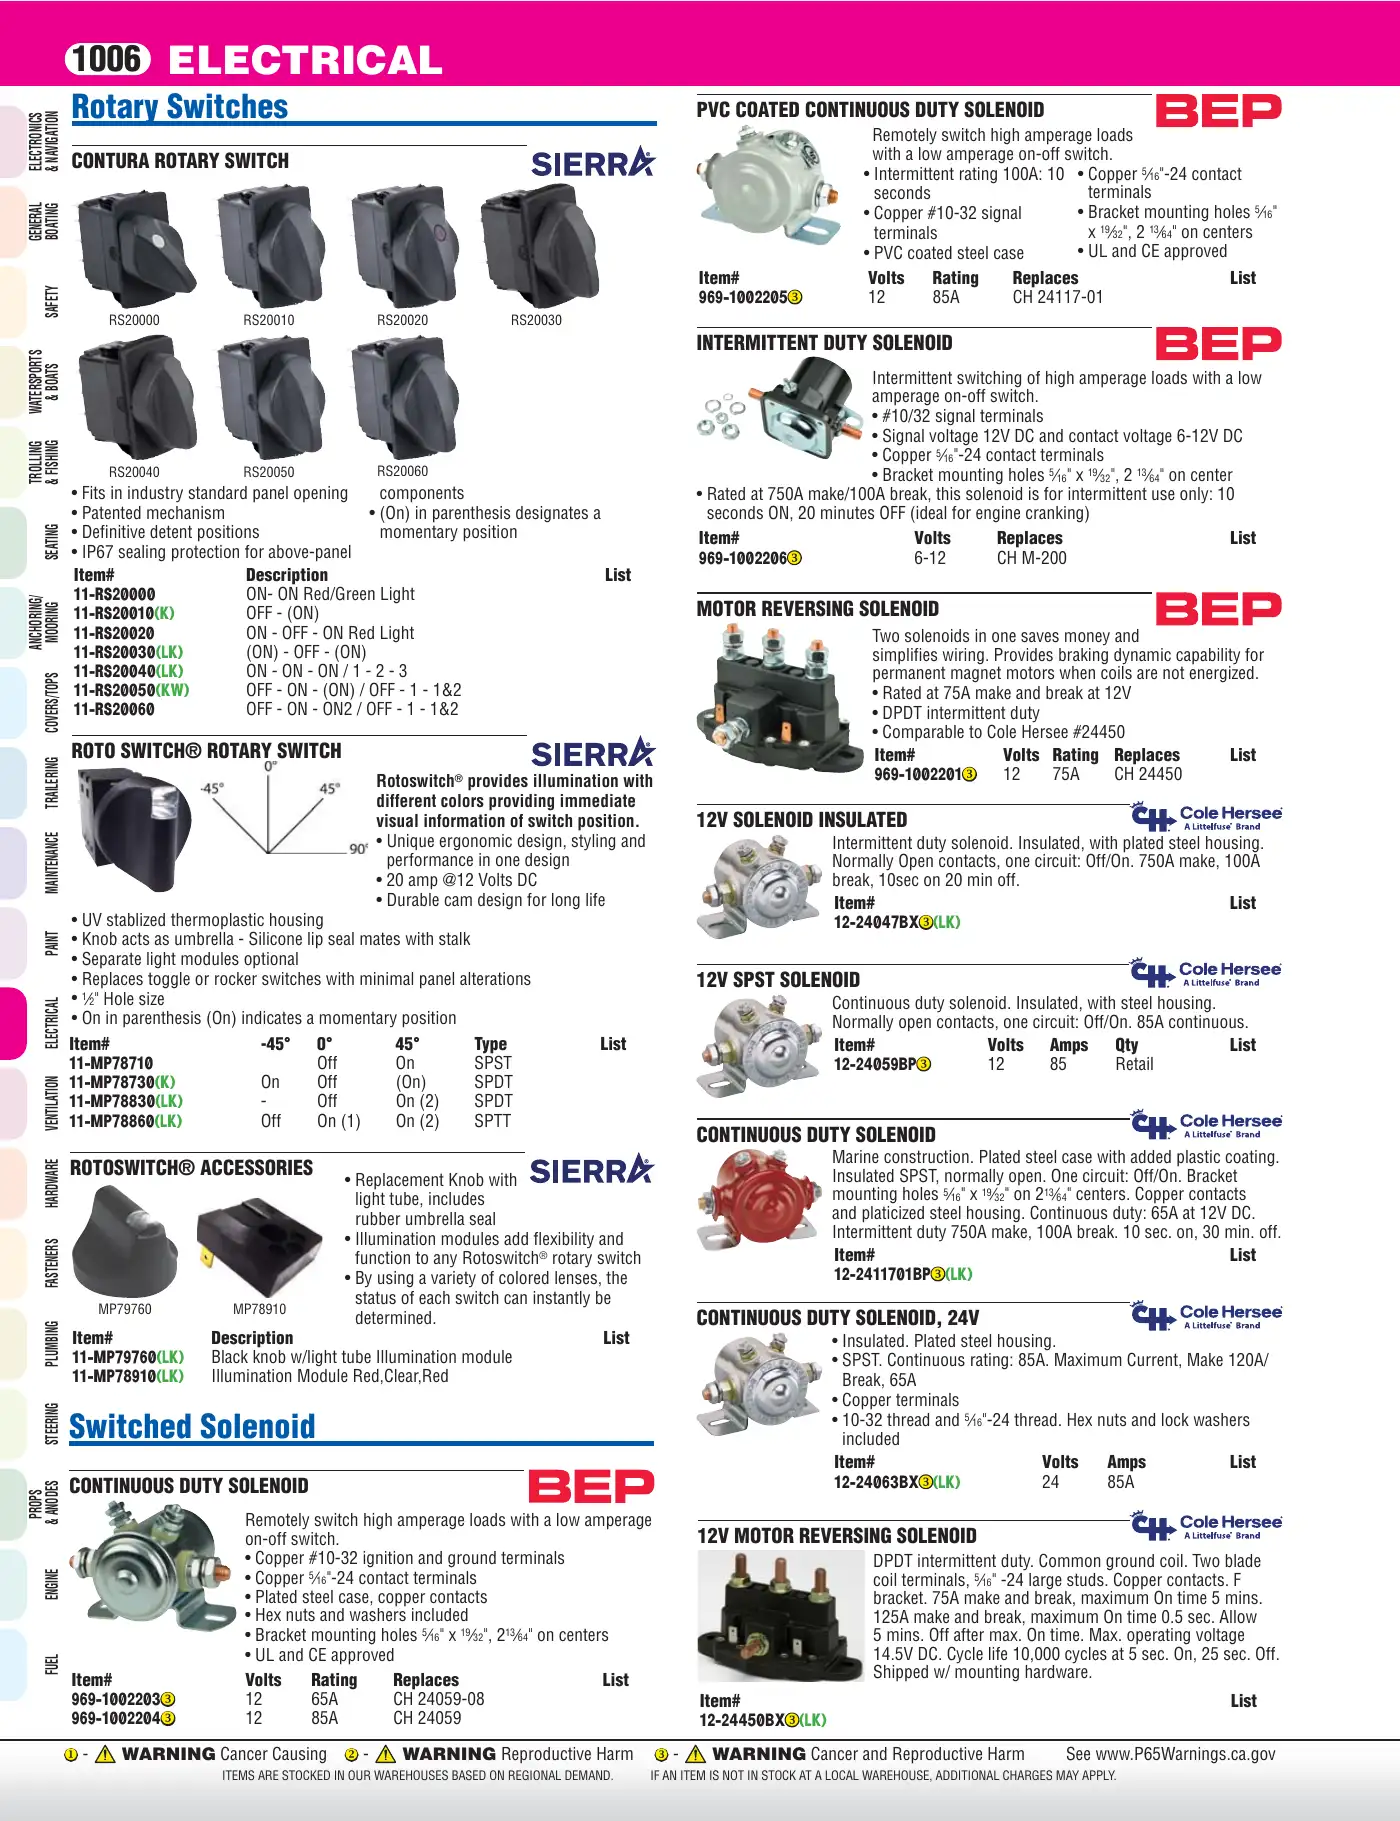 1006 ELECTRICAL
ELECTRONICS & NAVIGATION
GENERAL BOATING
SAFETY
WATERSPORTS & BOATS
TROLLING & FISHING
SEATING
ANCHORING/ MOORING
COVERS/TOPS
TRAILERING
MAINTENANCE
PAINT
ELECTRICAL
VENTILATION
HARDWARE
FASTENERS
PLUMBING
STEERING
PROPS & ANODES
ENGINE
FUEL
Rotary Switches
CONTURA ROTARY SWITCH
SIERRA
RS20000 RS20010 RS20020 RS20030
RS20040 RS20050 RS20060
• Fits in industry standard panel opening
• Patented mechanism
• Definitive detent positions
• IP67 sealing protection for above-panel
components
• (On) in parenthesis designates a
momentary position
Item# Description List
11-RS20000 ON- ON Red/Green Light
11-RS20010(K) OFF - (ON)
11-RS20020 ON - OFF - ON Red Light
11-RS20030(LK) (ON) - OFF - (ON)
11-RS20040(LK) ON - ON - ON / 1 - 2 - 3
11-RS20050(KW) OFF - ON - (ON) / OFF - 1 - 1&2
11-RS20060 OFF - ON - ON2 / OFF - 1 - 1&2
ROTO SWITCH® ROTARY SWITCH
SIERRA
0°
-45° 45°
90°
Rotoswitch® provides illumination with
different colors providing immediate
visual information of switch position.
• Unique ergonomic design, styling and
performance in one design
• 20 amp @12 Volts DC
• Durable cam design for long life
• UV stablized thermoplastic housing
• Knob acts as umbrella - Silicone lip seal mates with stalk
• Separate light modules optional
• Replaces toggle or rocker switches with minimal panel alterations
• ½" Hole size
• On in parenthesis (On) indicates a momentary position
Item# -45° 0° 45° Type List
11-MP78710 Off On SPST
11-MP78730(K) On Off (On) SPDT
11-MP78830(LK) - Off On (2) SPDT
11-MP78860(LK) Off On (1) On (2) SPTT
ROTOSWITCH® ACCESSORIES
SIERRA
MP79760 MP78910
• Replacement Knob with
light tube, includes
rubber umbrella seal
• Illumination modules add flexibility and
function to any Rotoswitch® rotary switch
• By using a variety of colored lenses, the
status of each switch can instantly be
determined.
Item# Description List
11-MP79760(LK) Black knob w/light tube Illumination module
11-MP78910(LK) Illumination Module Red,Clear,Red
Switched Solenoid
CONTINUOUS DUTY SOLENOID
BEP
Remotely switch high amperage loads with a low amperage
on-off switch.
• Copper #10-32 ignition and ground terminals
• Copper 5⁄16"-24 contact terminals
• Plated steel case, copper contacts
• Hex nuts and washers included
• Bracket mounting holes 5⁄16" x 19⁄32", 213⁄64" on centers
• UL and CE approved
Item# Volts Rating Replaces List
969-1002203③ 12 65A CH 24059-08
969-1002204③ 12 85A CH 24059
PVC COATED CONTINUOUS DUTY SOLENOID
BEP
Remotely switch high amperage loads
with a low amperage on-off switch.
• Intermittent rating 100A: 10
seconds
• Copper #10-32 signal
terminals
• PVC coated steel case
• Copper 5⁄16"-24 contact
terminals
• Bracket mounting holes 5⁄16"
x 19⁄32", 2 13⁄64" on centers
• UL and CE approved
Item# Volts Rating Replaces List
969-1002205③ 12 85A CH 24117-01
INTERMITTENT DUTY SOLENOID
BEP
Intermittent switching of high amperage loads with a low
amperage on-off switch.
• #10/32 signal terminals
• Signal voltage 12V DC and contact voltage 6-12V DC
• Copper 5⁄16"-24 contact terminals
• Bracket mounting holes 5⁄16" x 19⁄32", 2 13⁄64" on center
• Rated at 750A make/100A break, this solenoid is for intermittent use only: 10
seconds ON, 20 minutes OFF (ideal for engine cranking)
Item# Volts Replaces List
969-1002206③ 6-12 CH M-200
MOTOR REVERSING SOLENOID
BEP
Two solenoids in one saves money and
simplifies wiring. Provides braking dynamic capability for
permanent magnet motors when coils are not energized.
• Rated at 75A make and break at 12V
• DPDT intermittent duty
• Comparable to Cole Hersee #24450
Item# Volts Rating Replaces List
969-1002201③ 12 75A CH 24450
12V SOLENOID INSULATED
CH Cole Hersee
A Littelfuse® Brand
Intermittent duty solenoid. Insulated, with plated steel housing.
Normally Open contacts, one circuit: Off/On. 750A make, 100A
break, 10sec on 20 min off.
Item# List
12-24047BX③(LK)
12V SPST SOLENOID
CH Cole Hersee
A Littelfuse® Brand
Continuous duty solenoid. Insulated, with steel housing.
Normally open contacts, one circuit: Off/On. 85A continuous.
Item# Volts Amps Qty List
12-24059BP③ 12 85 Retail
CONTINUOUS DUTY SOLENOID
CH Cole Hersee
A Littelfuse® Brand
Marine construction. Plated steel case with added plastic coating.
Insulated SPST, normally open. One circuit: Off/On. Bracket
mounting holes 5⁄16" x 19⁄32" on 213⁄64" centers. Copper contacts
and platicized steel housing. Continuous duty: 65A at 12V DC.
Intermittent duty 750A make, 100A break. 10 sec. on, 30 min. off.
Item# List
12-2411701BP③(LK)
CONTINUOUS DUTY SOLENOID, 24V
CH Cole Hersee
A Littelfuse® Brand
• Insulated. Plated steel housing.
• SPST. Continuous rating: 85A. Maximum Current, Make 120A/
Break, 65A
• Copper terminals
• 10-32 thread and 5⁄16"-24 thread. Hex nuts and lock washers
included
Item# Volts Amps List
12-24063BX③(LK) 24 85A
12V MOTOR REVERSING SOLENOID
CH Cole Hersee
A Littelfuse® Brand
DPDT intermittent duty. Common ground coil. Two blade
coil terminals, 5⁄16" -24 large studs. Copper contacts. F
bracket. 75A make and break, maximum On time 5 mins.
125A make and break, maximum On time 0.5 sec. Allow
5 mins. Off after max. On time. Max. operating voltage
14.5V DC. Cycle life 10,000 cycles at 5 sec. On, 25 sec. Off.
Shipped w/ mounting hardware.
Item# List
12-24450BX③(LK)
① - ⚠ WARNING Cancer Causing ② - ⚠ WARNING Reproductive Harm ③ - ⚠ WARNING Cancer and Reproductive Harm See www.P65Warnings.ca.gov
ITEMS ARE STOCKED IN OUR WAREHOUSES BASED ON REGIONAL DEMAND. IF AN ITEM IS NOT IN STOCK AT A LOCAL WAREHOUSE, ADDITIONAL CHARGES MAY APPLY.